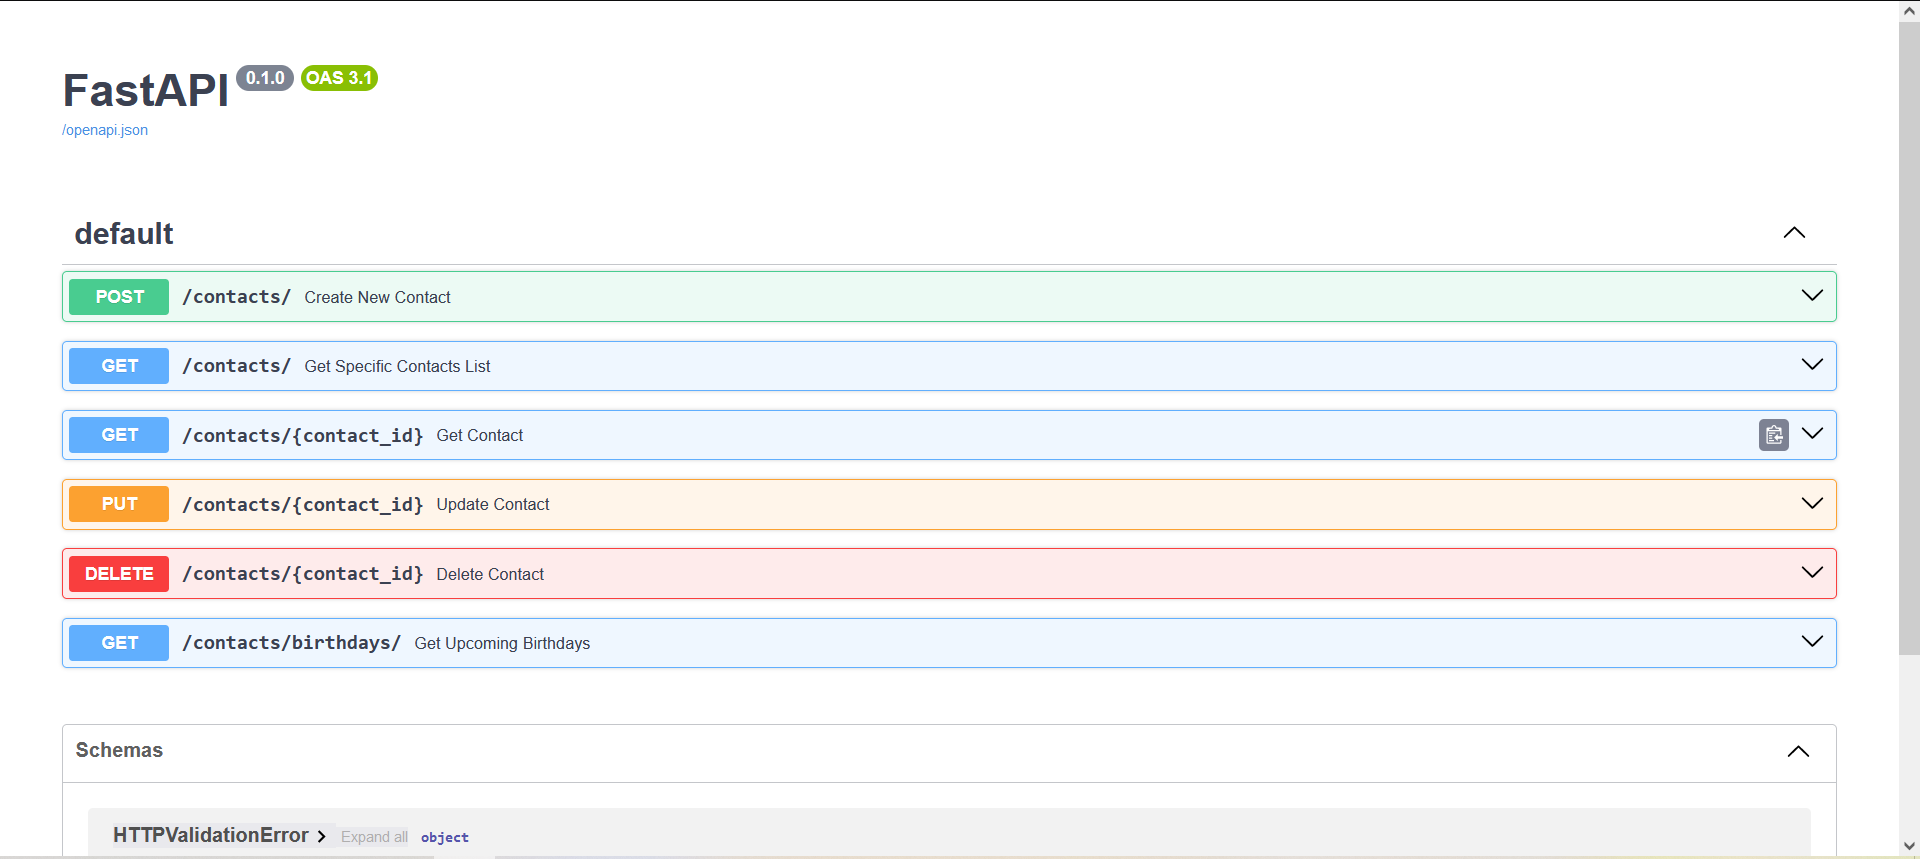 FastAPI 0.1.0 OAS 3.1
/openapi.json
default
POST /contacts/ Create New Contact
GET /contacts/ Get Specific Contacts List
GET /contacts/{contact_id} Get Contact
PUT /contacts/{contact_id} Update Contact
DELETE /contacts/{contact_id} Delete Contact
GET /contacts/birthdays/ Get Upcoming Birthdays
Schemas
HTTPValidationError Expand all object